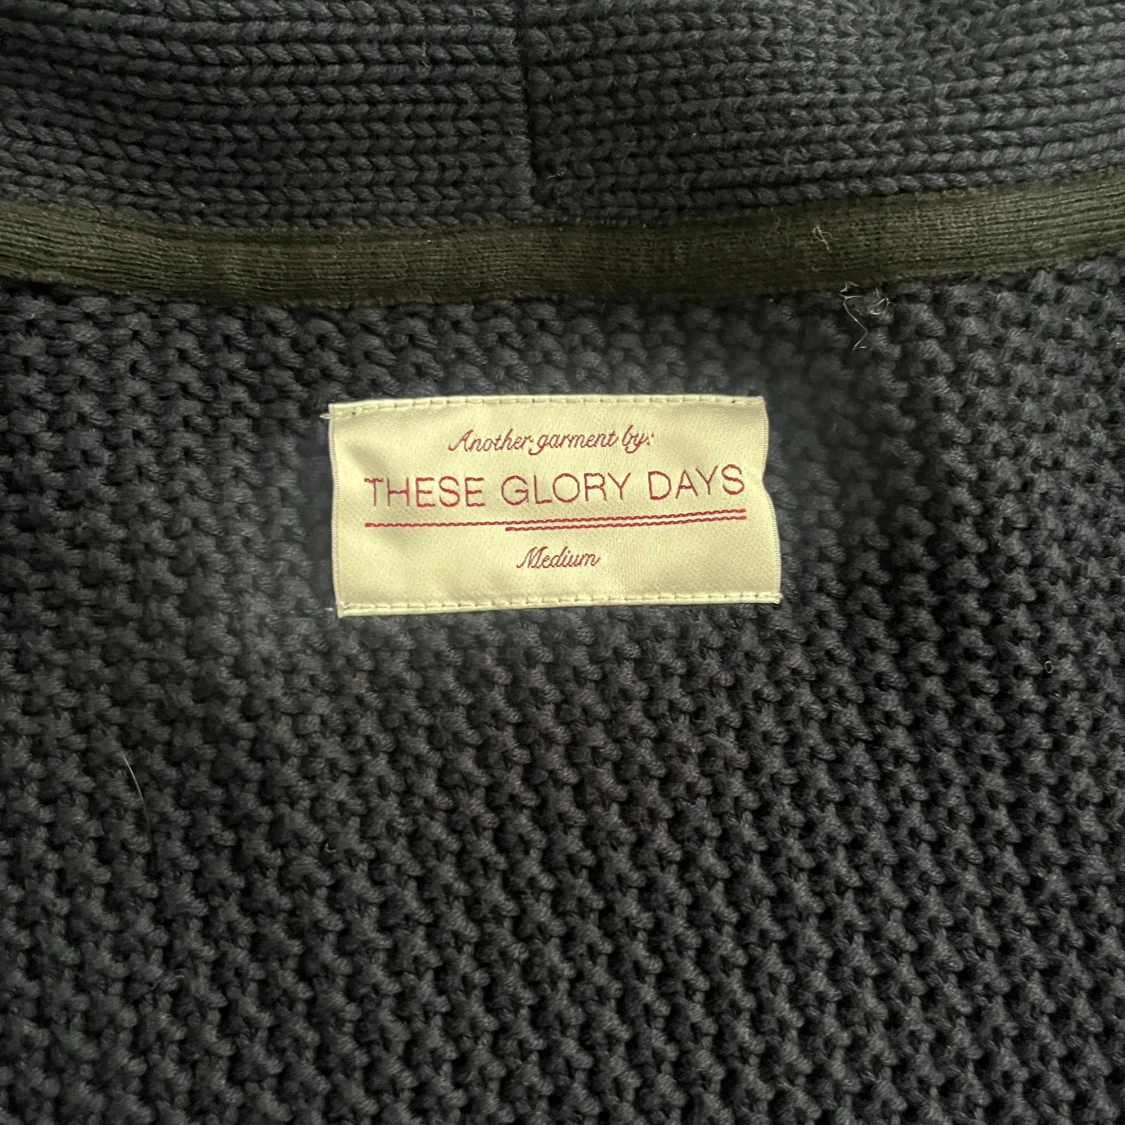 Another garment by:
THESE GLORY DAYS
Medium